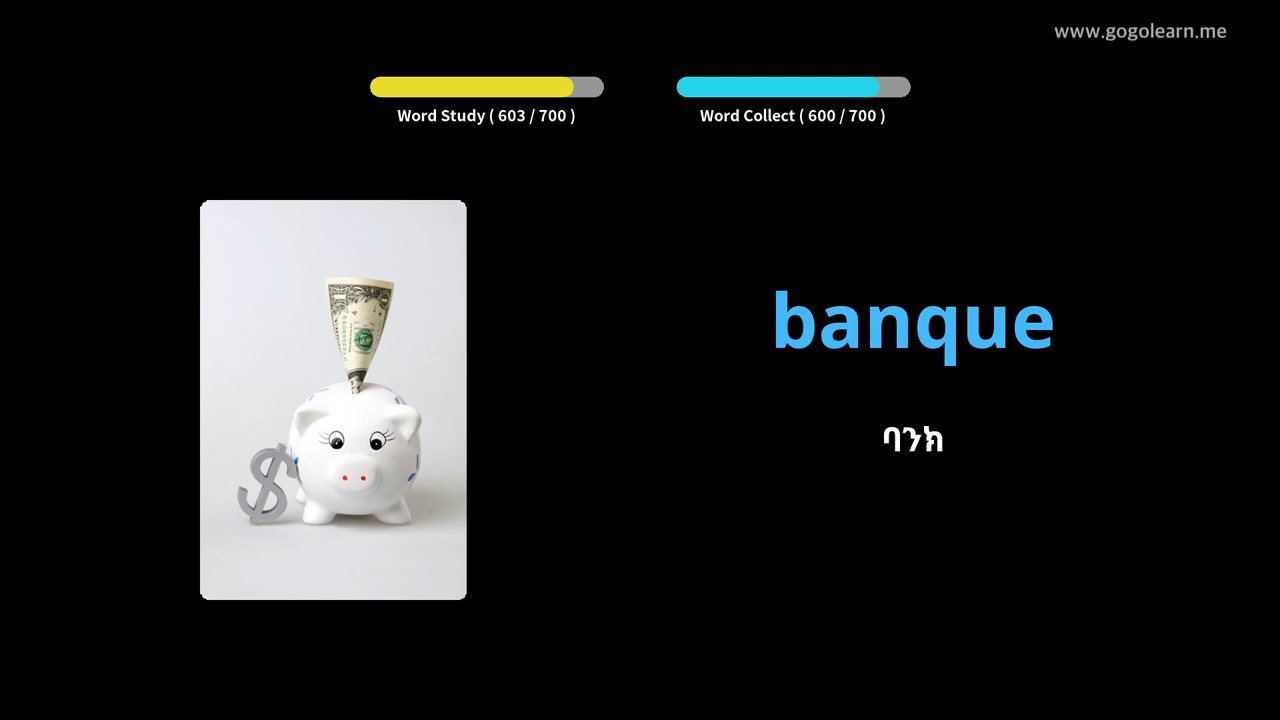 www.gogolearn.me
Word Study ( 603 / 700 )
Word Collect ( 600 / 700 )
banque
ባንክ
$